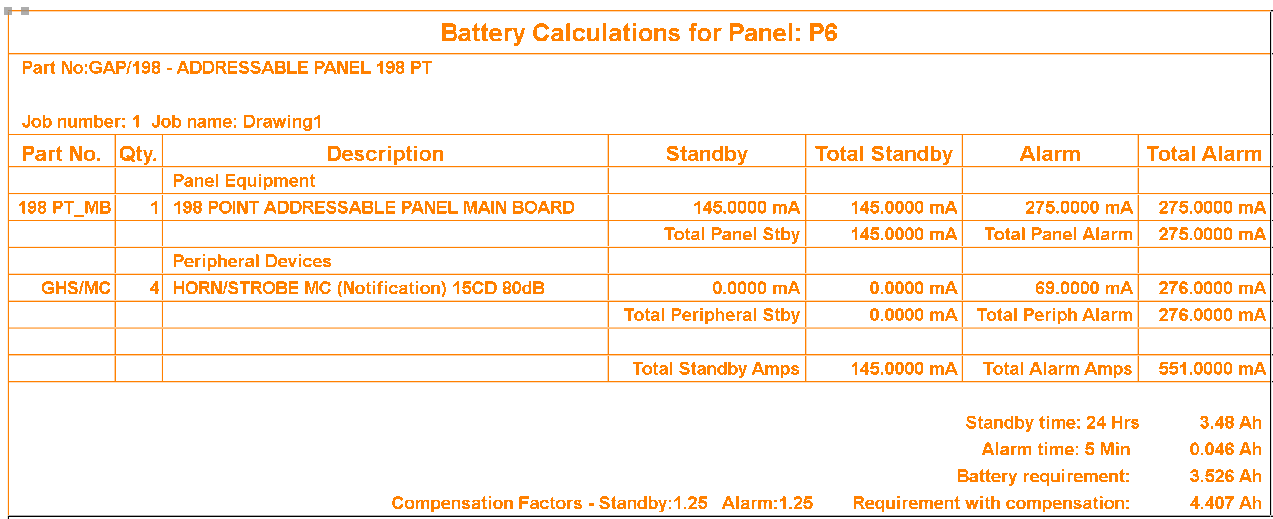 Battery Calculations for Panel: P6
Part No:GAP/198 - ADDRESSABLE PANEL 198 PT
Job number: 1 Job name: Drawing1
Part No. Qty. Description Standby Total Standby Alarm Total Alarm
Panel Equipment
198 PT_MB 1 198 POINT ADDRESSABLE PANEL MAIN BOARD 145.0000 mA 145.0000 mA 275.0000 mA 275.0000 mA
Total Panel Stby 145.0000 mA Total Panel Alarm 275.0000 mA
Peripheral Devices
GHS/MC 4 HORN/STROBE MC (Notification) 15CD 80dB 0.0000 mA 0.0000 mA 69.0000 mA 276.0000 mA
Total Peripheral Stby 0.0000 mA Total Periph Alarm 276.0000 mA
Total Standby Amps 145.0000 mA Total Alarm Amps 551.0000 mA
Standby time: 24 Hrs 3.48 Ah
Alarm time: 5 Min 0.046 Ah
Battery requirement: 3.526 Ah
Compensation Factors - Standby:1.25 Alarm:1.25 Requirement with compensation: 4.407 Ah